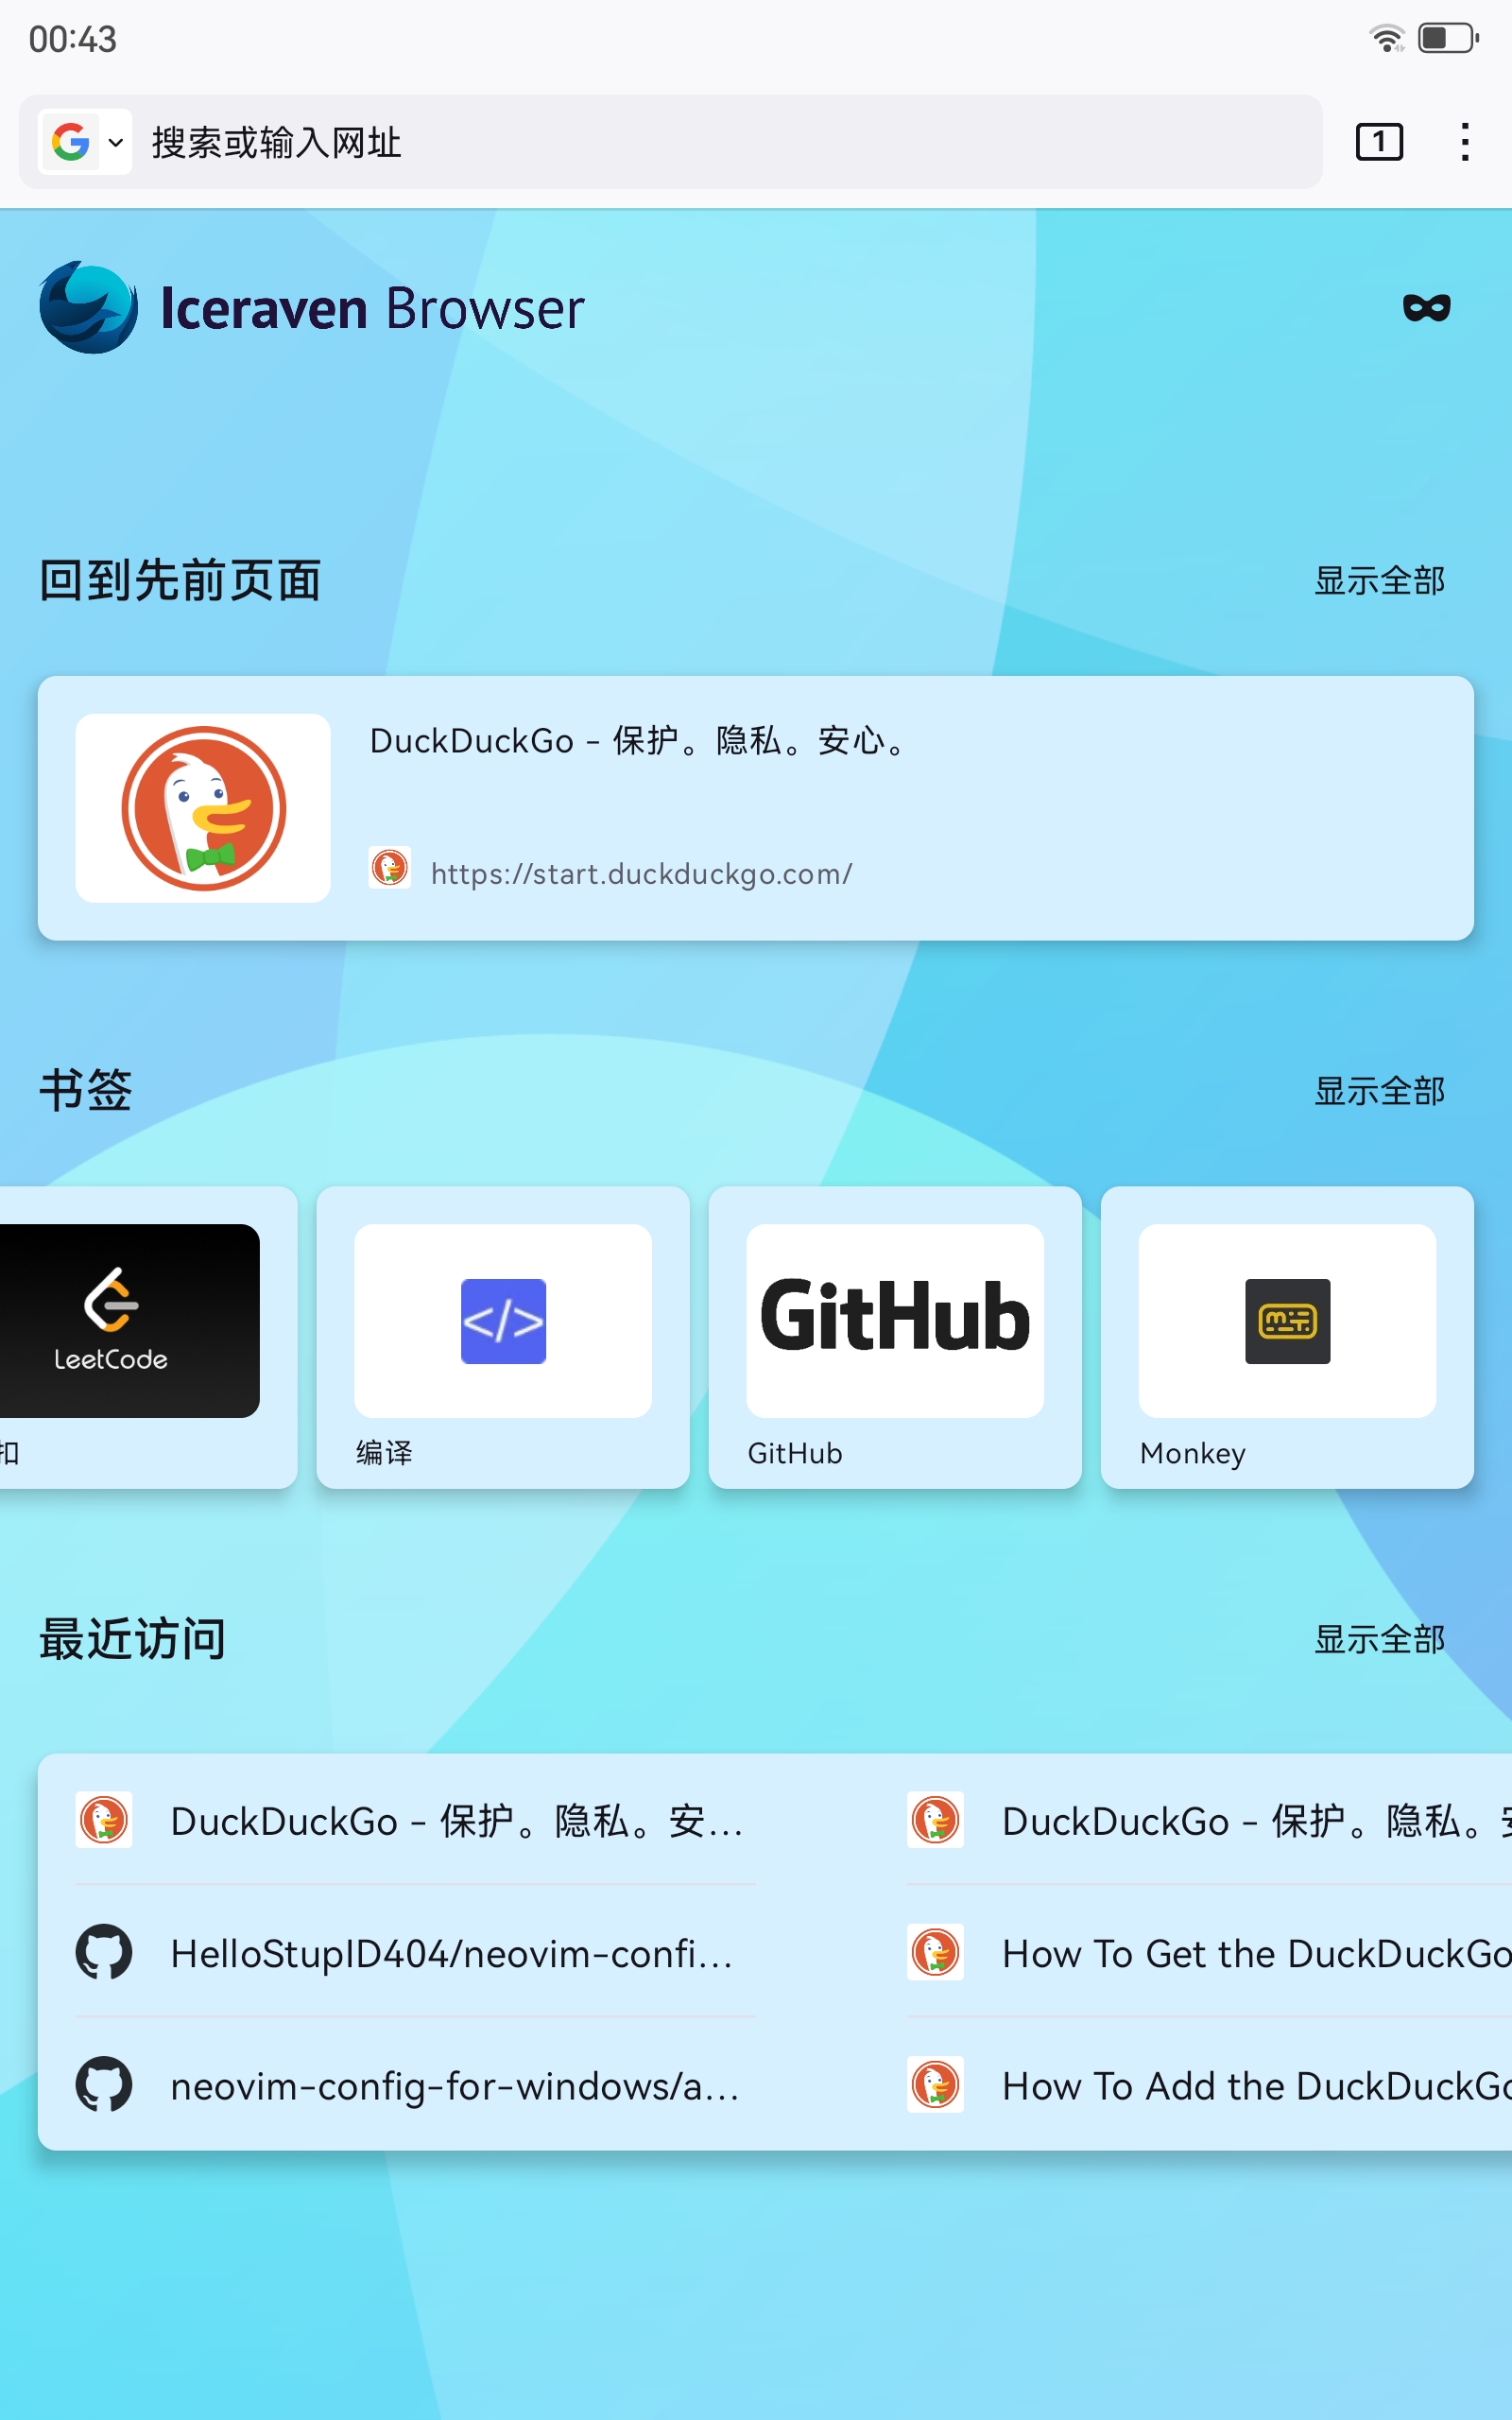 00:43
搜索或输入网址
1
Iceraven Browser
回到先前页面
显示全部
DuckDuckGo - 保护。隐私。安心。
https://start.duckduckgo.com/
书签
显示全部
LeetCode
扣
</>
编译
GitHub
GitHub
Monkey
最近访问
显示全部
DuckDuckGo - 保护。隐私。安...
DuckDuckGo - 保护。隐私。
HelloStupID404/neovim-confi...
How To Get the DuckDuckGo
neovim-config-for-windows/a...
How To Add the DuckDuckGo